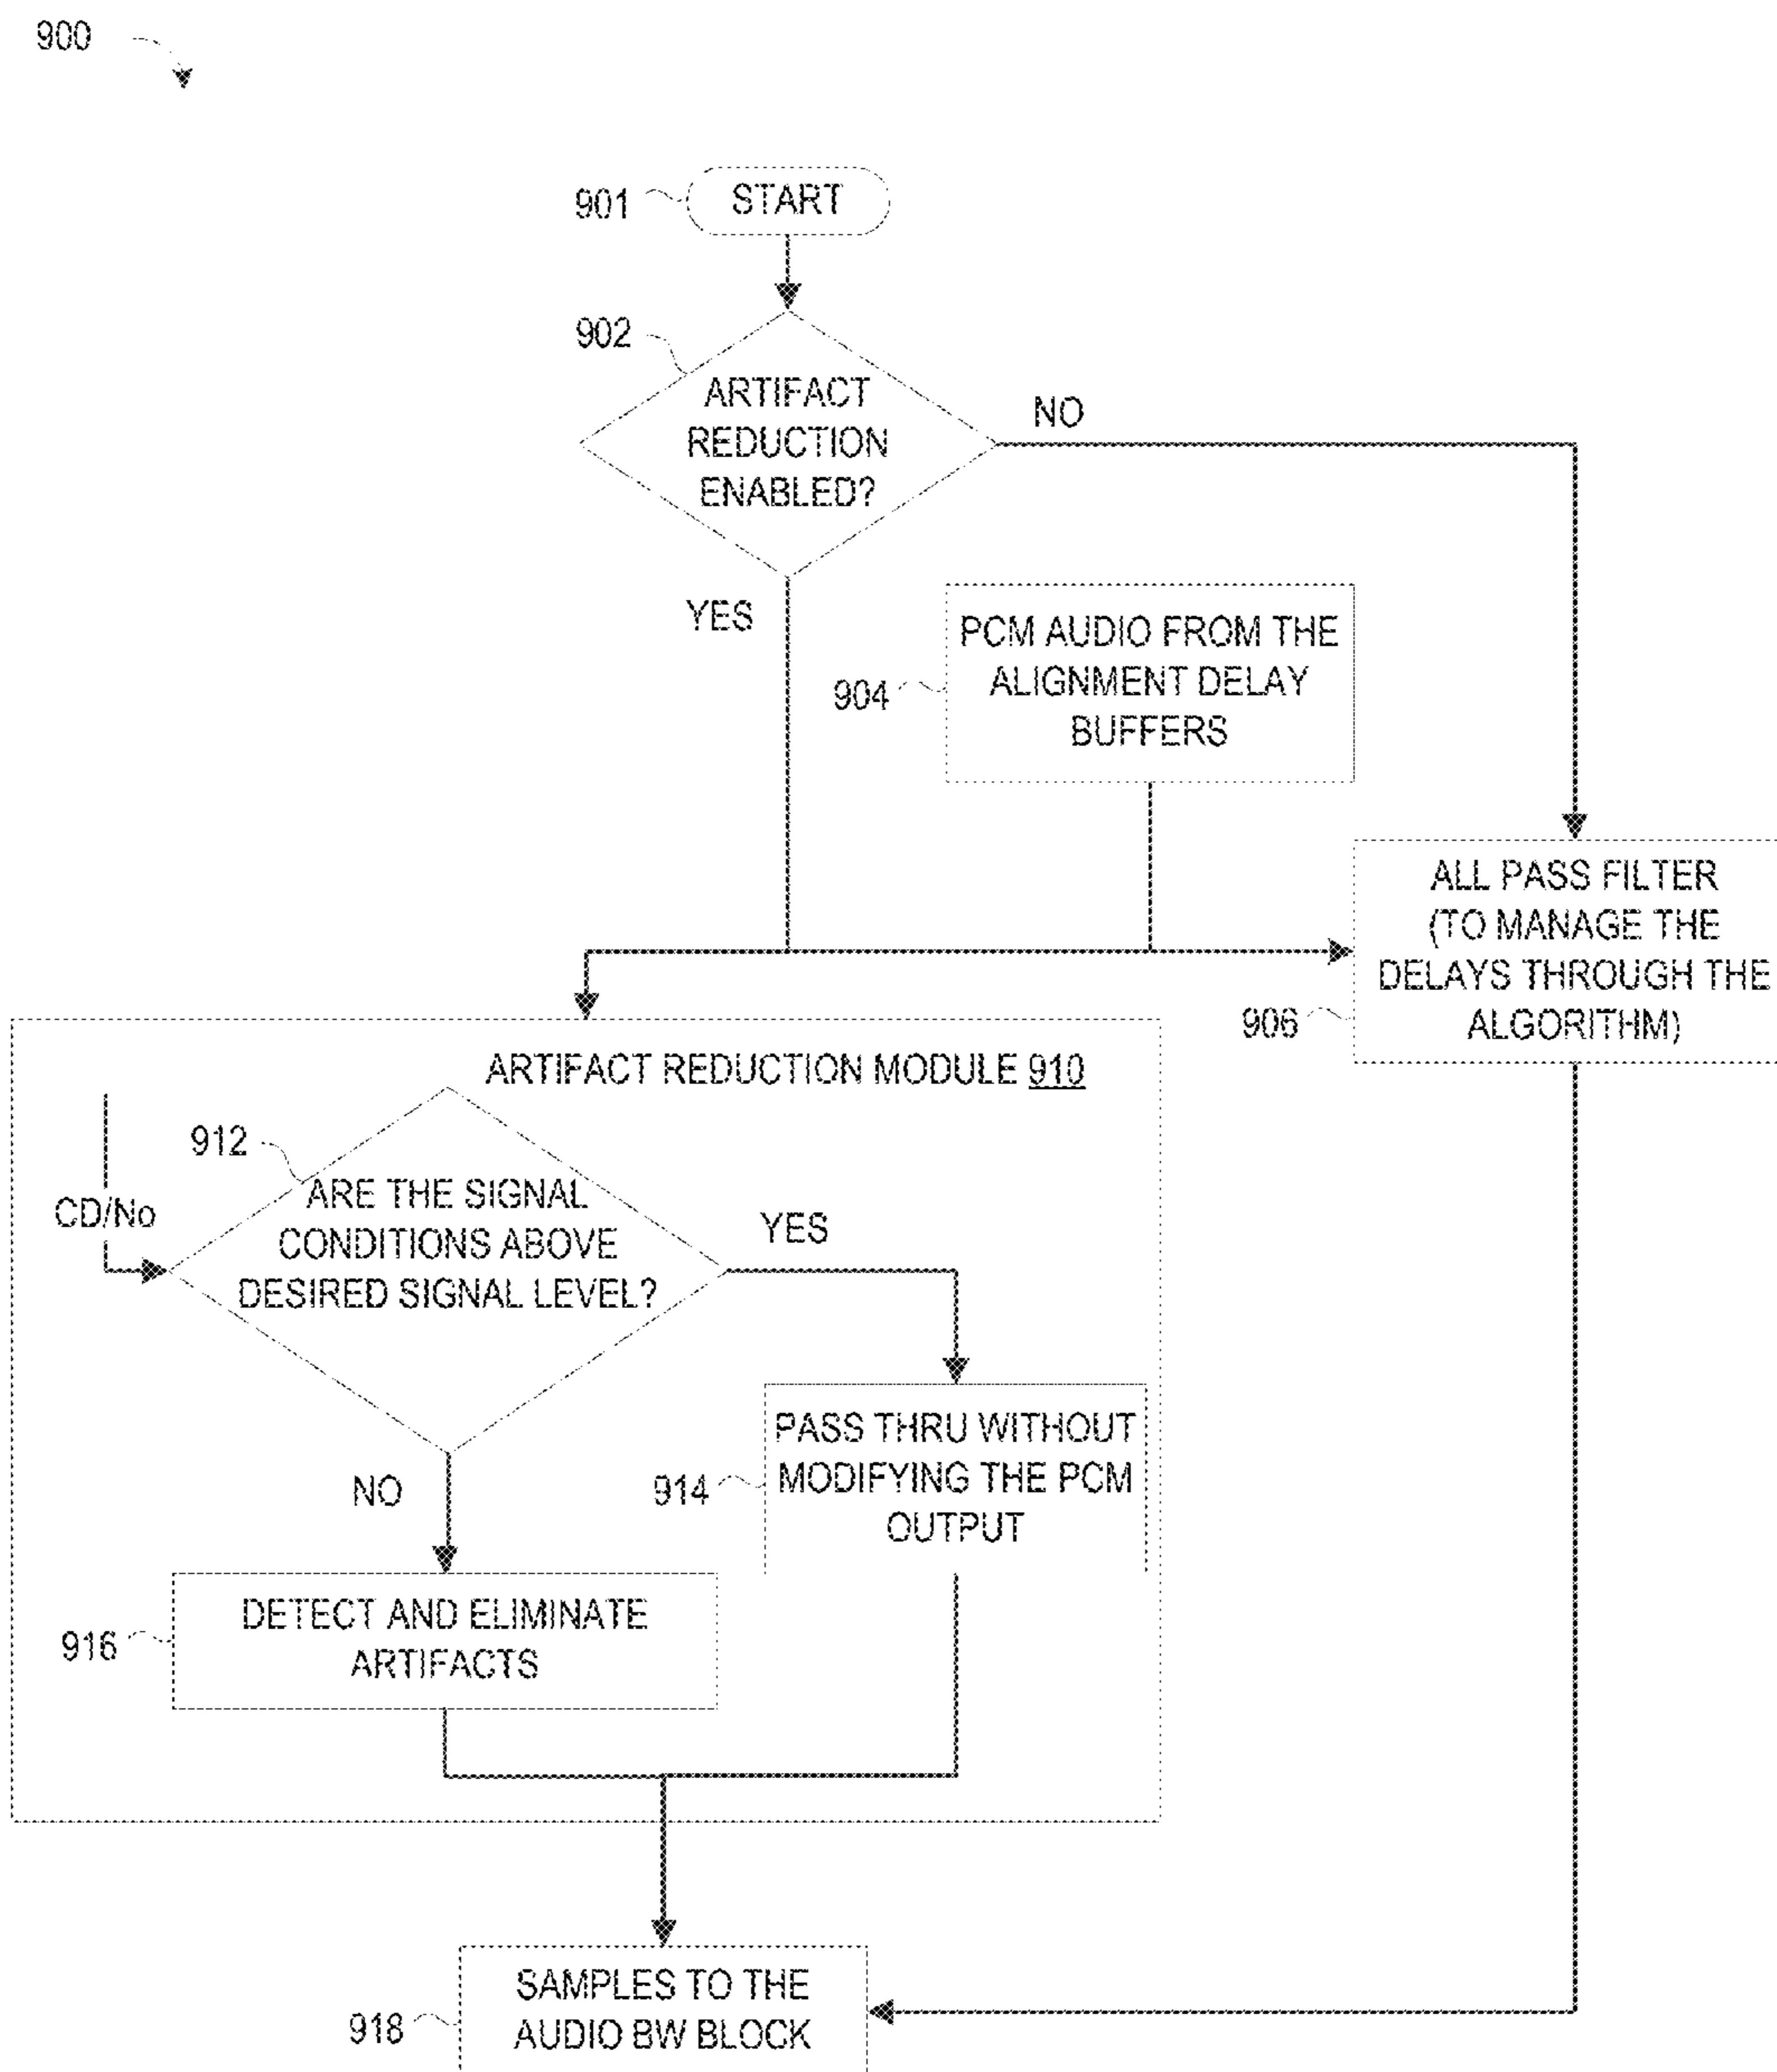 900
901
START
902
ARTIFACT
REDUCTION
ENABLED?
NO
YES
PCM AUDIO FROM THE
ALIGNMENT DELAY
BUFFERS
904
ALL PASS FILTER
(TO MANAGE THE
DELAYS THROUGH THE
ALGORITHM)
906
ARTIFACT REDUCTION MODULE 910
912
CD/No
ARE THE SIGNAL
CONDITIONS ABOVE
DESIRED SIGNAL LEVEL?
YES
NO
PASS THRU WITHOUT
MODIFYING THE PCM
OUTPUT
914
DETECT AND ELIMINATE
ARTIFACTS
916
SAMPLES TO THE
AUDIO BW BLOCK
918